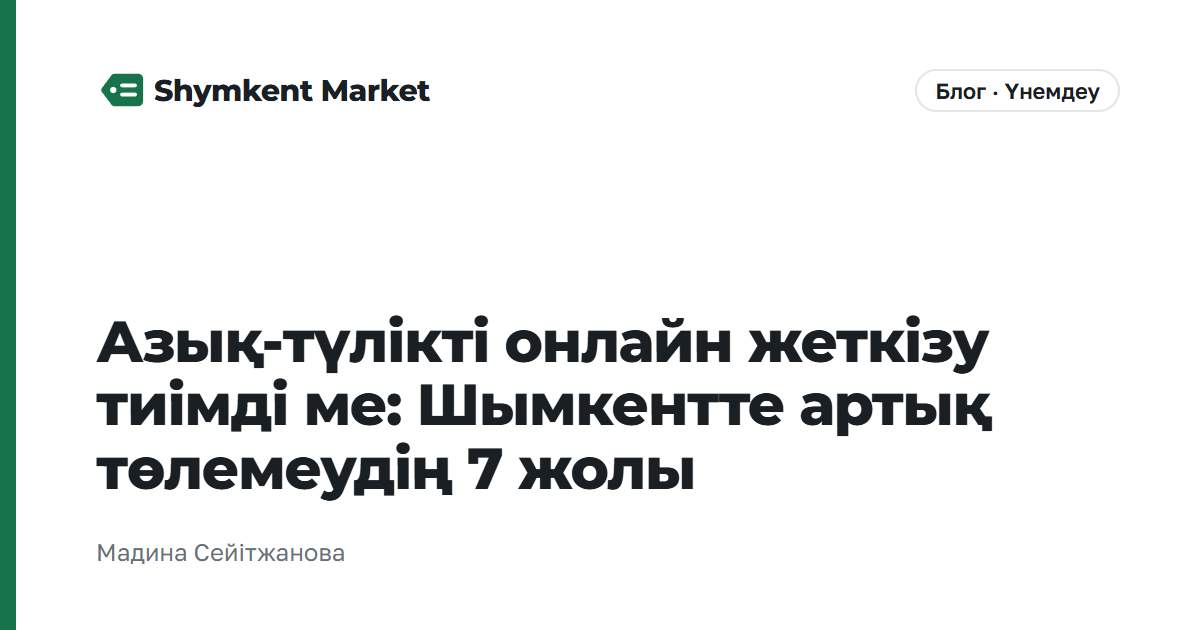 Shymkent Market
Блог · Үнемдеу
Азық-түлікті онлайн жеткізу
тиімді ме: Шымкентте артық
төлемеудің 7 жолы
Мадина Сейітжанова